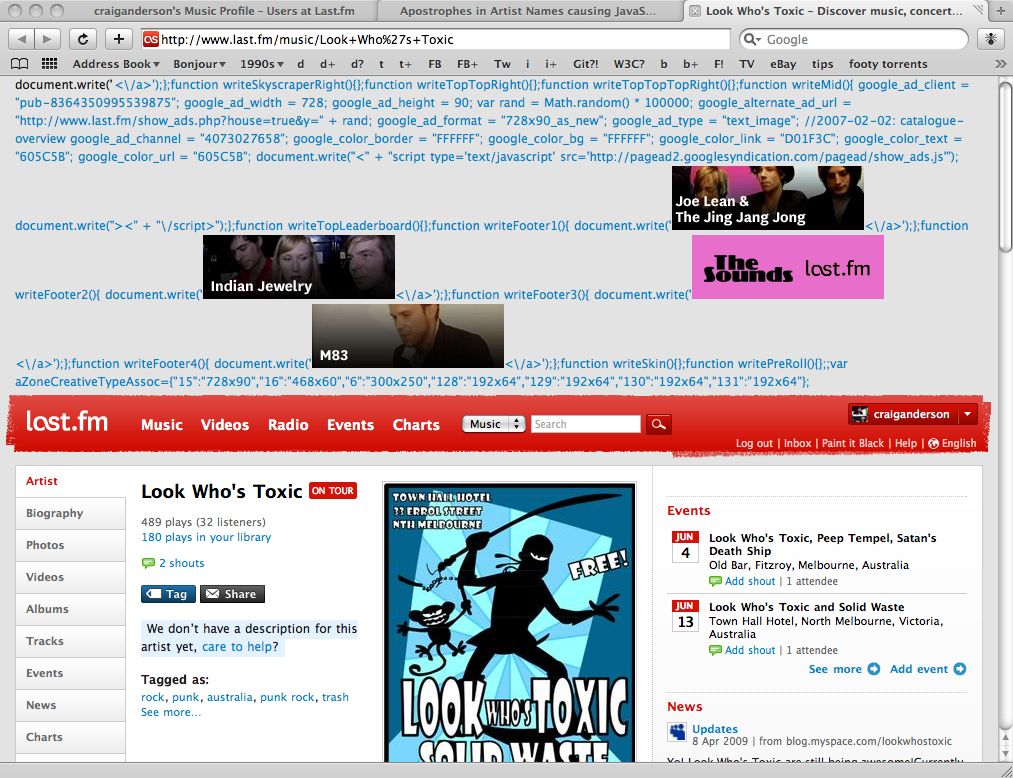 craiganderson's Music Profile – Users at Last.fm
Apostrophes in Artist Names causing JavaS...
Look Who's Toxic – Discover music, concert...
http://www.last.fm/music/Look+Who%27s+Toxic
Google
Address Book Bonjour 1990s d d+ d? t t+ FB FB+ Tw i i+ Git?! W3C? b b+ F! TV eBay tips footy torrents
document.write('<\/a>');};function writeSkyscraperRight(){};function writeTopTopRight(){};function writeTopTopTopRight(){};function writeMid(){ google_ad_client =
"pub-8364350995539875"; google_ad_width = 728; google_ad_height = 90; var rand = Math.random() * 100000; google_alternate_ad_url =
"http://www.last.fm/show_ads.php?house=true&y=" + rand; google_ad_format = "728x90_as_new"; google_ad_type = "text_image"; //2007-02-02: catalogue-
overview google_ad_channel = "4073027658"; google_color_border = "FFFFFF"; google_color_bg = "FFFFFF"; google_color_link = "D01F3C"; google_color_text =
"605C5B"; google_color_url = "605C5B"; document.write("<" + "script type='text/javascript' src='http://pagead2.googlesyndication.com/pagead/show_ads.js'");
Joe Lean &
The Jing Jang Jong
document.write("><" + "\/script>");};function writeTopLeaderboard(){};function writeFooter1(){ document.write('<\/a>');};function
Indian Jewelry
The Sounds last.fm
writeFooter2(){ document.write('<\/a>');};function writeFooter3(){ document.write('
M83
<\/a>');};function writeFooter4(){ document.write('<\/a>');};function writeSkin(){};function writePreRoll(){};;var
aZoneCreativeTypeAssoc={"15":"728x90","16":"468x60","6":"300x250","128":"192x64","129":"192x64","130":"192x64","131":"192x64"};
last.fm Music Videos Radio Events Charts Music Search craiganderson
Log out | Inbox | Paint it Black | Help | English
Artist
Biography
Photos
Videos
Albums
Tracks
Events
News
Charts
Look Who's Toxic ON TOUR
489 plays (32 listeners)
180 plays in your library
2 shouts
Tag Share
We don't have a description for this
artist yet, care to help?
Tagged as:
rock, punk, australia, punk rock, trash
See more...
TOWN HALL HOTEL
33 ERROL STREET
NTH MELBOURNE
FREE!
LOOK WHO'S TOXIC
SOLID WASTE
Events
JUN 4
Look Who's Toxic, Peep Tempel, Satan's
Death Ship
Old Bar, Fitzroy, Melbourne, Australia
Add shout | 1 attendee
JUN 13
Look Who's Toxic and Solid Waste
Town Hall Hotel, North Melbourne, Victoria,
Australia
Add shout | 1 attendee
See more Add event
News
Updates
8 Apr 2009 | from blog.myspace.com/lookwhostoxic
Yo! Look Who's Toxic are still being awesome!Currently